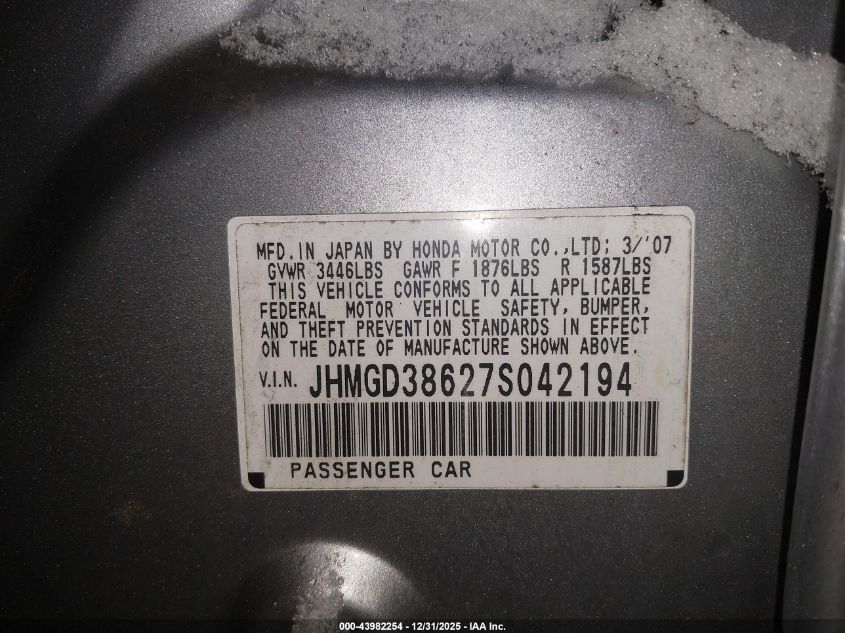 MFD.IN JAPAN BY HONDA MOTOR CO.,LTD; 3/'07
GVWR 3446LBS GAWR F 1876LBS R 1587LBS
THIS VEHICLE CONFORMS TO ALL APPLICABLE
FEDERAL MOTOR VEHICLE SAFETY, BUMPER,
AND THEFT PREVENTION STANDARDS IN EFFECT
ON THE DATE OF MANUFACTURE SHOWN ABOVE.
V.I.N. JHMGD38627S042194
PASSENGER CAR
000-43982254 - 12/31/2025 - IAA Inc.